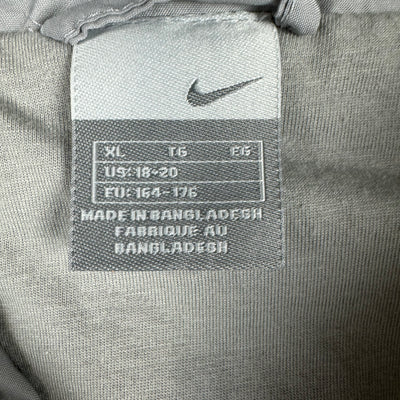 XL TG EG
US: 18-20
EU: 164-176
MADE IN BANGLADESH
FABRIQUE AU
BANGLADESH